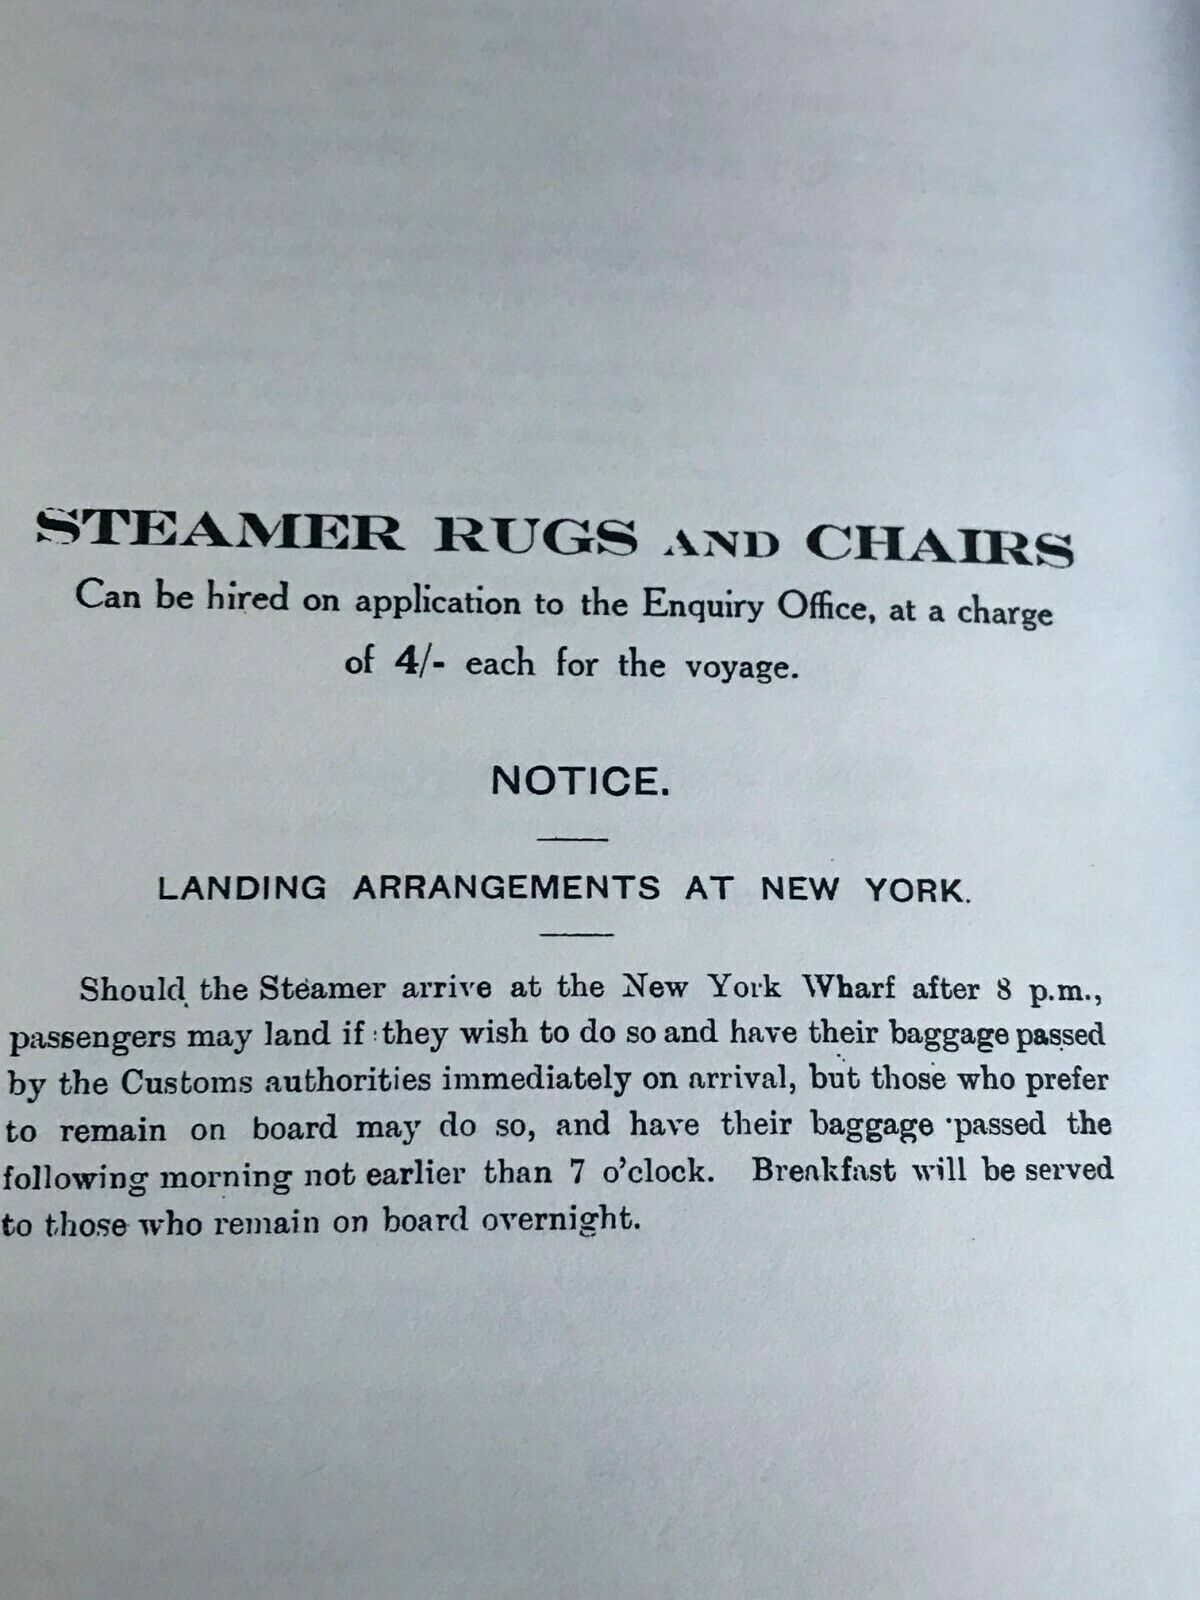 STEAMER RUGS AND CHAIRS
Can be hired on application to the Enquiry Office, at a charge
of 4/- each for the voyage.
NOTICE.
LANDING ARRANGEMENTS AT NEW YORK.
Should the Steamer arrive at the New York Wharf after 8 p.m.,
passengers may land if they wish to do so and have their baggage passed
by the Customs authorities immediately on arrival, but those who prefer
to remain on board may do so, and have their baggage passed the
following morning not earlier than 7 o'clock. Breakfast will be served
to those who remain on board overnight.